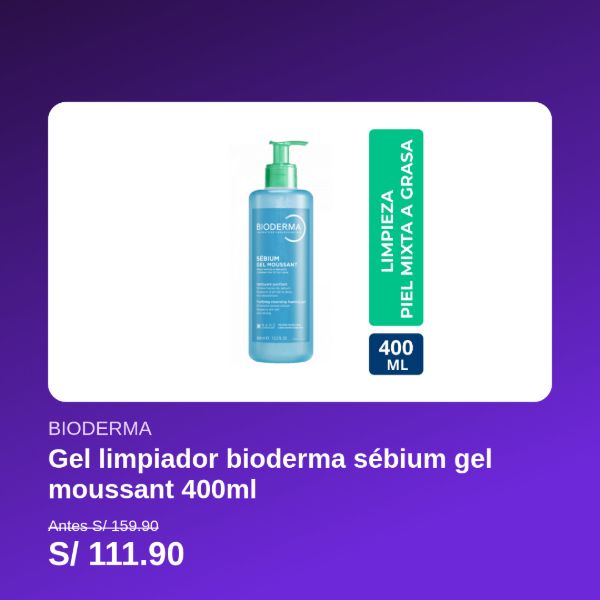 BIODERMA
SÉBIUM
GEL MOUSSANT
LIMPIEZA
PIEL MIXTA A GRASA
400
ML
BIODERMA
Gel limpiador bioderma sébium gel
moussant 400ml
Antes S/ 159.90
S/ 111.90